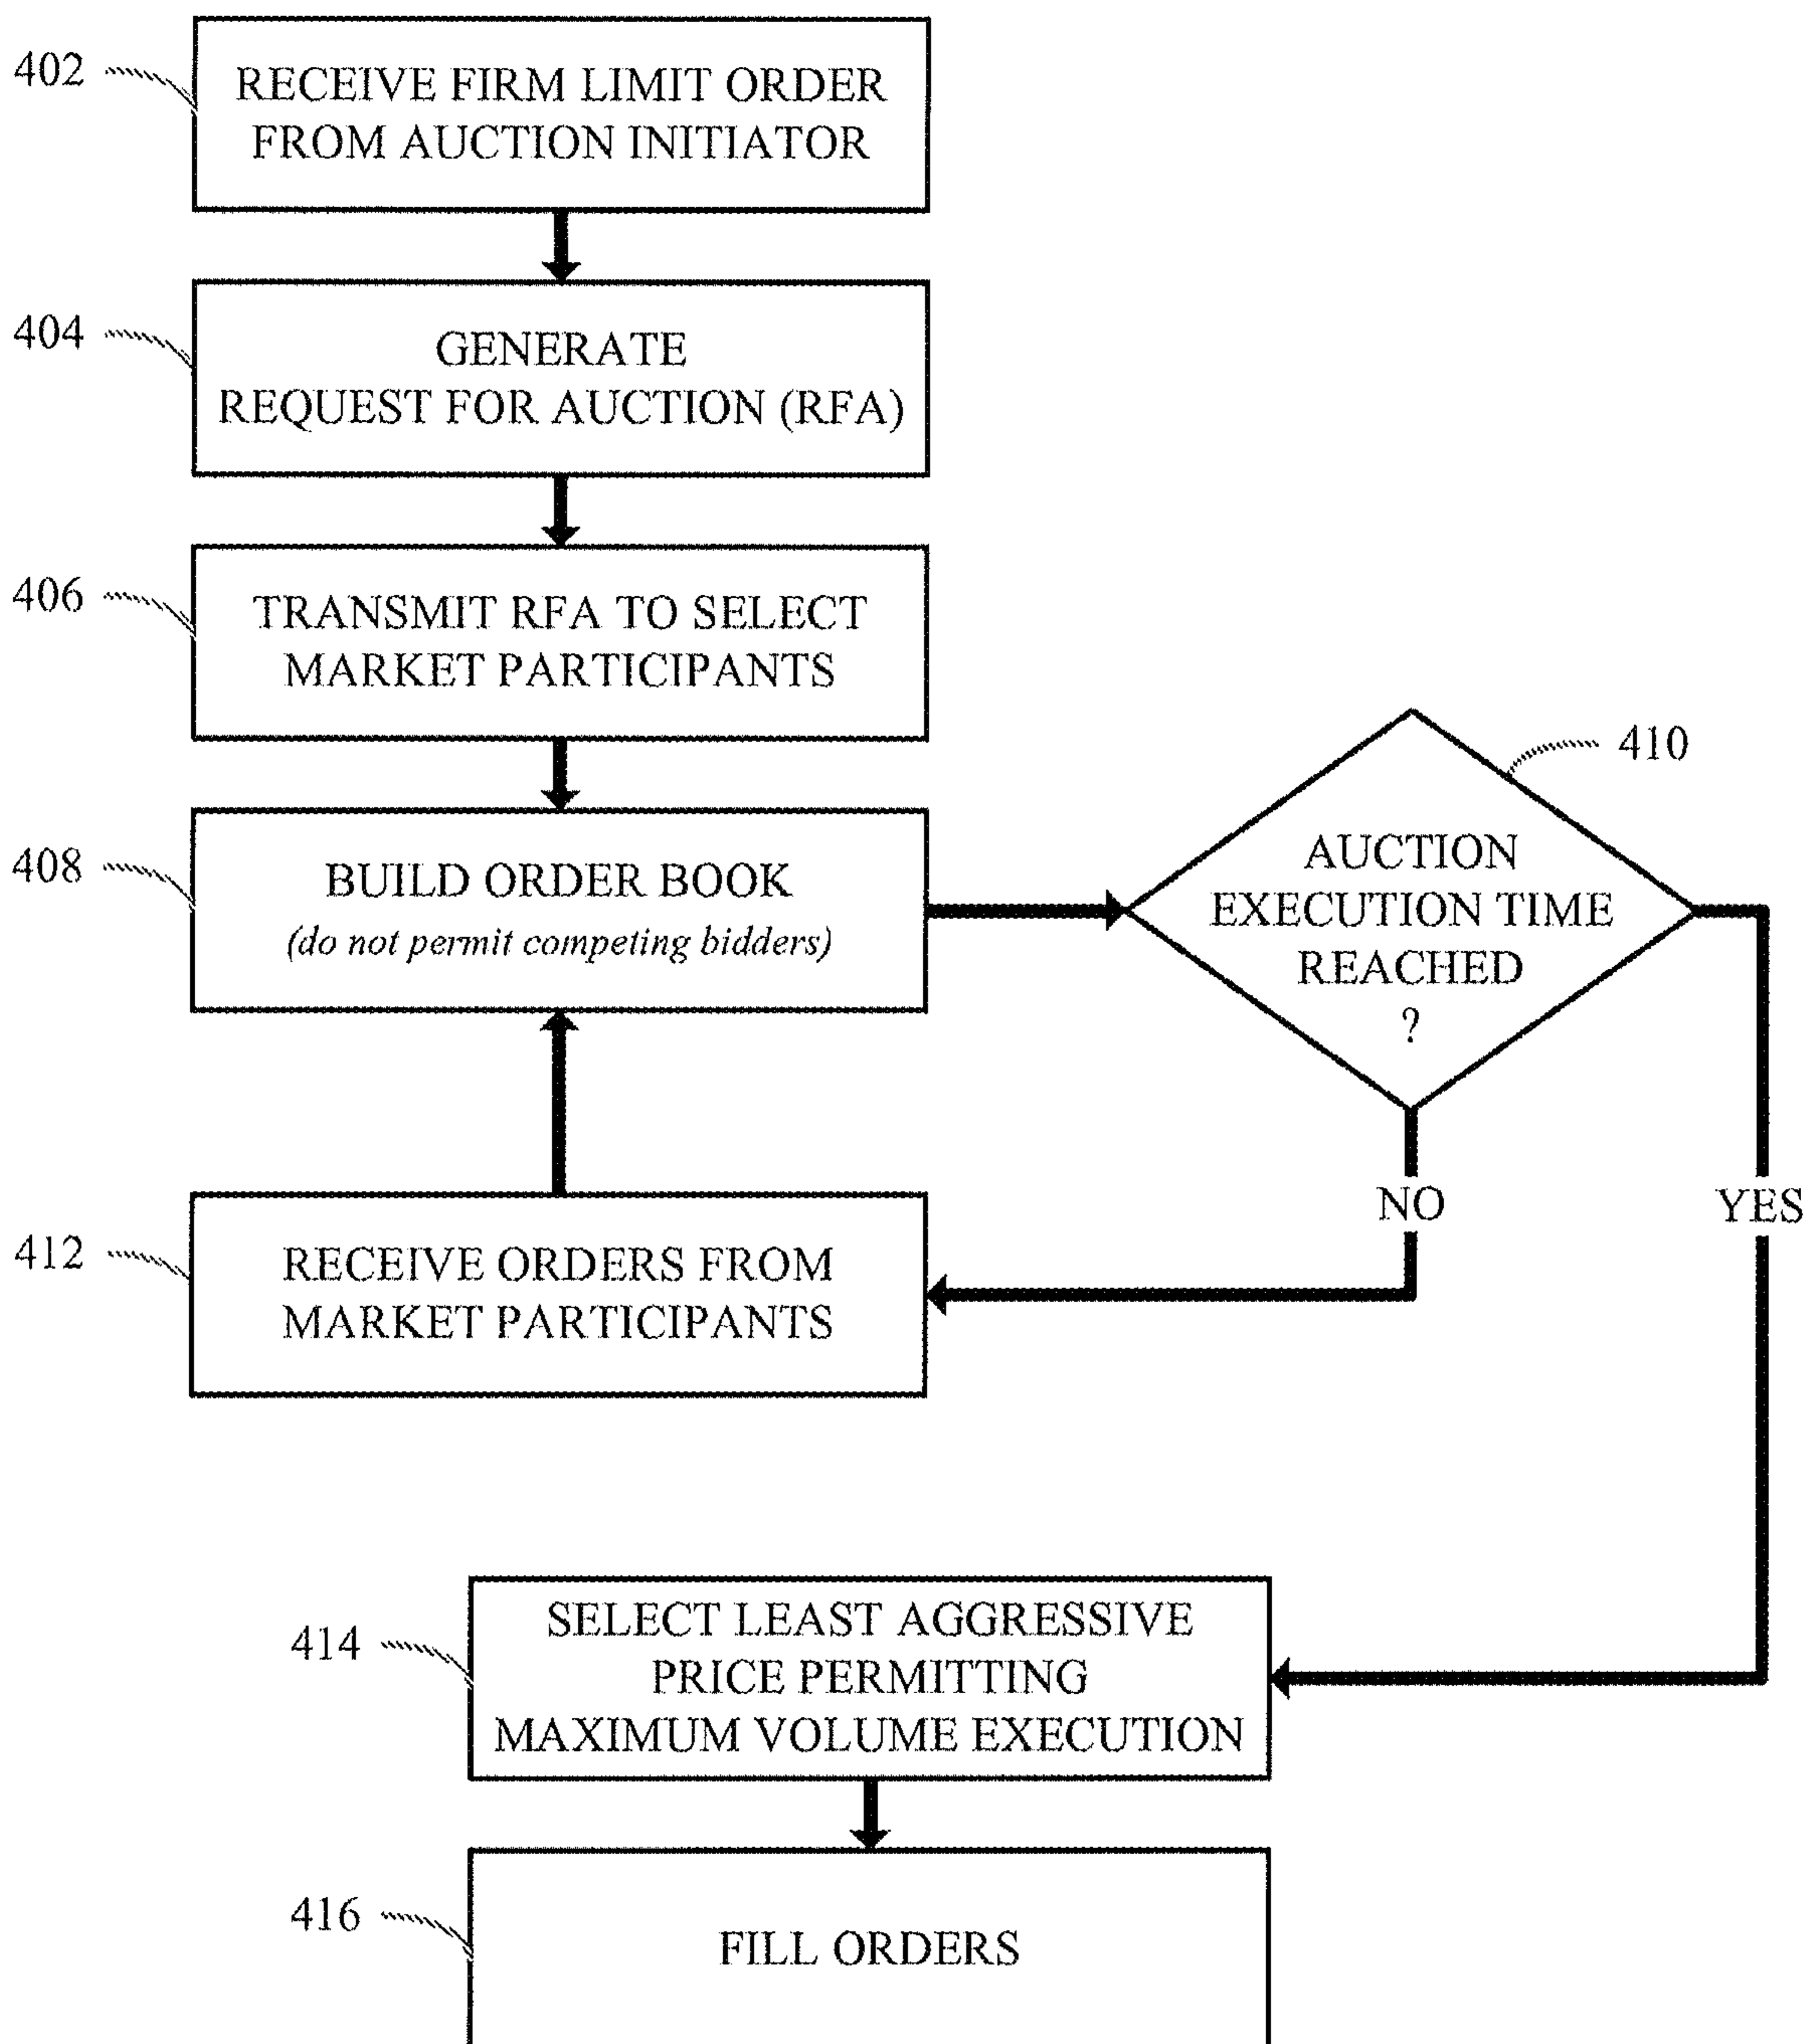 402
RECEIVE FIRM LIMIT ORDER
FROM AUCTION INITIATOR
404
GENERATE
REQUEST FOR AUCTION (RFA)
406
TRANSMIT RFA TO SELECT
MARKET PARTICIPANTS
408
BUILD ORDER BOOK
(do not permit competing bidders)
410
AUCTION
EXECUTION TIME
REACHED
?
NO
YES
412
RECEIVE ORDERS FROM
MARKET PARTICIPANTS
414
SELECT LEAST AGGRESSIVE
PRICE PERMITTING
MAXIMUM VOLUME EXECUTION
416
FILL ORDERS